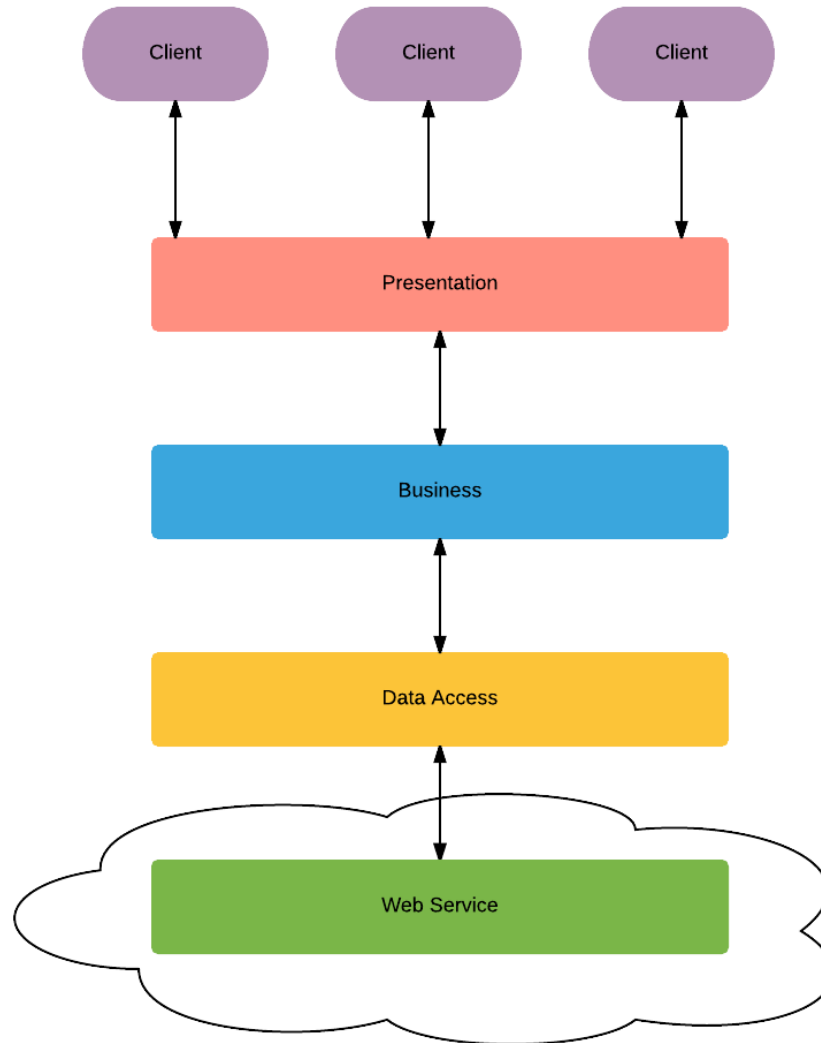 Client
Client
Client
Presentation
Business
Data Access
Web Service